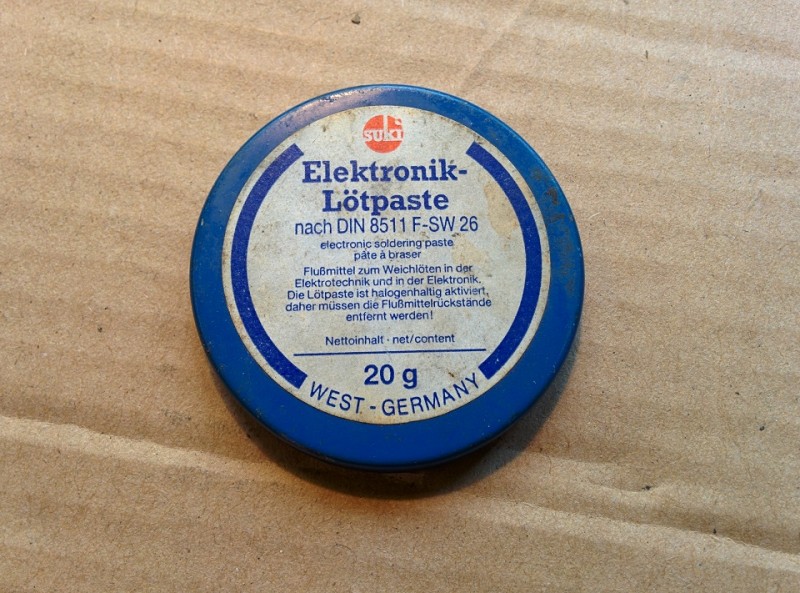 suki
Elektronik-
Lötpaste
nach DIN 8511 F-SW 26
electronic soldering paste
pâte à braser
Flußmittel zum Weichlöten in der
Elektrotechnik und in der Elektronik.
Die Lötpaste ist halogenhaltig aktiviert,
daher müssen die Flußmittelrückstände
entfernt werden!
Nettoinhalt · net/content
20 g
WEST - GERMANY